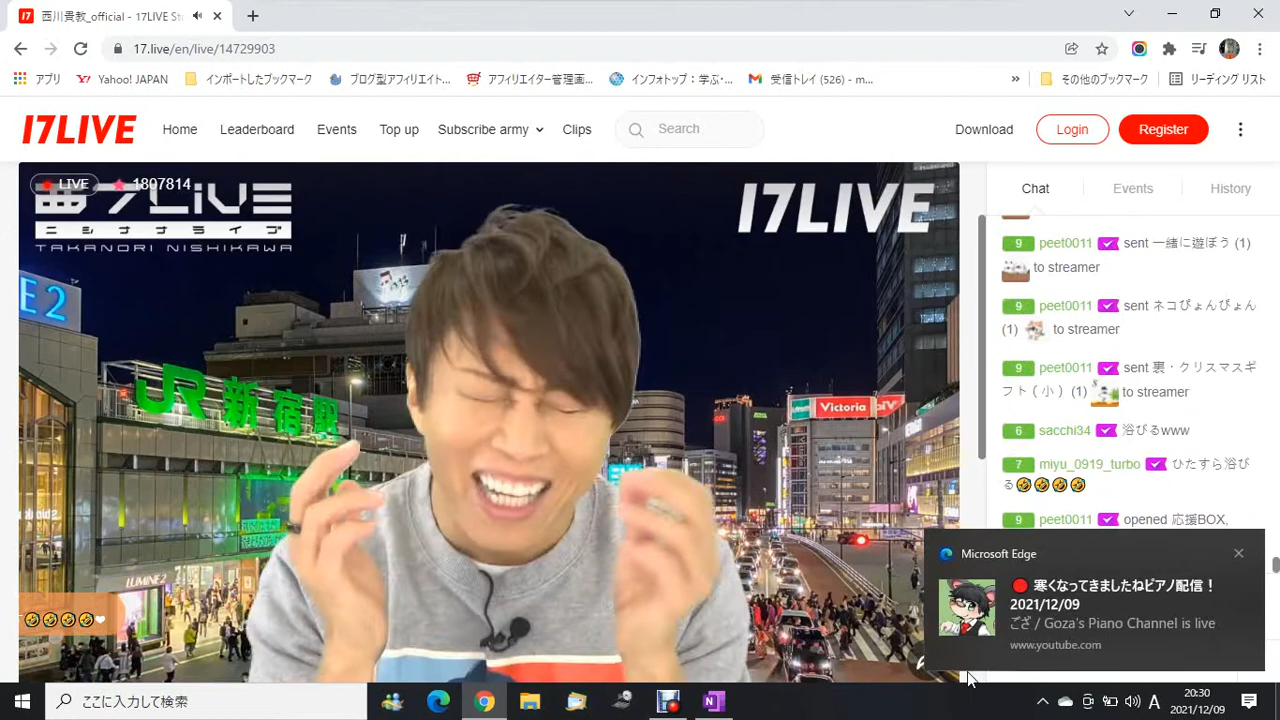 西川貴教_official - 17LIVE St
17.live/en/live/14729903
アプリ
Yahoo! JAPAN
インポートしたブックマーク
ブログ型アフィリエイト...
アフィリエイター管理画...
インフォトップ：学ぶ・...
受信トレイ (526) - m...
»
その他のブックマーク
リーディング リスト
17LIVE
Home
Leaderboard
Events
Top up
Subscribe army
Clips
Search
Download
Login
Register
LIVE
1807814
西7LIVE
ニシナナライブ
TAKANORI NISHIKAWA
17LIVE
NE2
JR新宿駅
LUMINE2
Victoria
Chat
Events
History
9 peet0011 sent 一緒に遊ぼう (1)
to streamer
9 peet0011 sent ネコぴょんぴょん
(1) to streamer
9 peet0011 sent 裏・クリスマスギ
フト（小）(1) to streamer
6 sacchi34 浴びるwww
7 miyu_0919_turbo ひたすら浴び
る🤣🤣🤣🤣
9 peet0011 opened 応援BOX,
🤣🤣🤣🤣❤
Microsoft Edge
🔴 寒くなってきましたねピアノ配信！
2021/12/09
ござ / Goza's Piano Channel is live
www.youtube.com
ここに入力して検索
A
20:30
2021/12/09